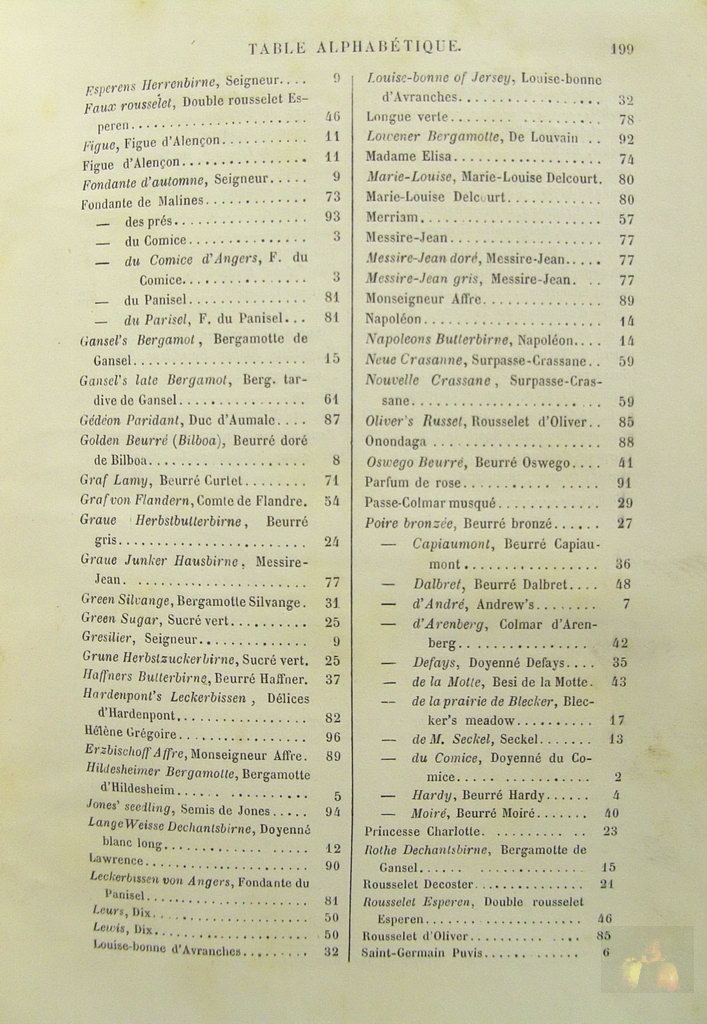 TABLE ALPHABÉTIQUE. 199
Esperens Herrenbirne, Seigneur.... 9
Faux rousselet, Double rousselet Es-
peren.................... 46
Figue, Figue d'Alençon........... 11
Figue d'Alençon................ 11
Fondante d'automne, Seigneur..... 9
Fondante de Malines............ 73
— des prés................. 93
— du Comice............... 3
— du Comice d'Angers, F. du
Comice................ 3
— du Panisel............... 81
— du Parisel, F. du Panisel... 81
Gansel's Bergamot, Bergamotte de
Gansel.................... 15
Gansel's late Bergamot, Berg. tar-
dive de Gansel................ 61
Gédéon Paridant, Duc d'Aumale.... 87
Golden Beurré (Bilboa), Beurré doré
de Bilboa.................... 8
Graf Lamy, Beurré Curtet........ 71
Graf von Flandern, Comte de Flandre. 54
Graue Herbstbutterbirne, Beurré
gris........................ 24
Graue Junker Hausbirne, Messire-
Jean. ..................... 77
Green Silvange, Bergamotte Silvange. 31
Green Sugar, Sucré vert.......... 25
Gresilier, Seigneur.............. 9
Grune Herbstzuckerbirne, Sucré vert. 25
Haffners Butterbirne, Beurré Haffner. 37
Hardenpont's Leckerbissen, Délices
d'Hardenpont................ 82
Hélène Grégoire................ 96
Erzbischoff Affre, Monseigneur Affre. 89
Hildesheimer Bergamotte, Bergamotte
d'Hildesheim................. 5
Jones' seedling, Semis de Jones..... 94
Lange Weisse Dechantsbirne, Doyenné
blanc long.................. 12
Lawrence..................... 90
Leckerbissen von Angers, Fondante du
Panisel..................... 81
Leurs, Dix.................... 50
Lewis, Dix.................... 50
Louise-bonne d'Avranches......... 32
Louise-bonne of Jersey, Louise-bonne
d'Avranches................. 32
Longue verte.................. 78
Lowener Bergamotte, De Louvain .. 92
Madame Elisa.................. 74
Marie-Louise, Marie-Louise Delcourt. 80
Marie-Louise Delcourt........... 80
Merriam...................... 57
Messire-Jean................... 77
Messire-Jean doré, Messire-Jean..... 77
Messire-Jean gris, Messire-Jean. .. 77
Monseigneur Affre.............. 89
Napoléon..................... 14
Napoleons Butterbirne, Napoléon.... 14
Neue Crasanne, Surpasse-Crassane.. 59
Nouvelle Crassane, Surpasse-Cras-
sane....................... 59
Oliver's Russet, Rousselet d'Oliver.. 85
Onondaga .................... 88
Oswego Beurré, Beurré Oswego.... 41
Parfum de rose................ 91
Passe-Colmar musqué............ 29
Poire bronzée, Beurré bronzé...... 27
— Capiaumont, Beurré Capiau-
mont................. 36
— Dalbret, Beurré Dalbret.... 48
— d'André, Andrew's........ 7
— d'Arenberg, Colmar d'Aren-
berg................. 42
— Defays, Doyenné Defays.... 35
— de la Motte, Besi de la Motte. 43
— de la prairie de Blecker, Blec-
ker's meadow.......... 17
— de M. Seckel, Seckel....... 13
— du Comice, Doyenné du Co-
mice................. 2
— Hardy, Beurré Hardy...... 4
— Moiré, Beurré Moiré....... 40
Princesse Charlotte. ........... 23
Rothe Dechantsbirne, Bergamotte de
Gansel..................... 15
Rousselet Decoster.............. 21
Rousselet Esperen, Double rousselet
Esperen.................... 46
Rousselet d'Oliver.............. 85
Saint-Germain Puvis............ 6